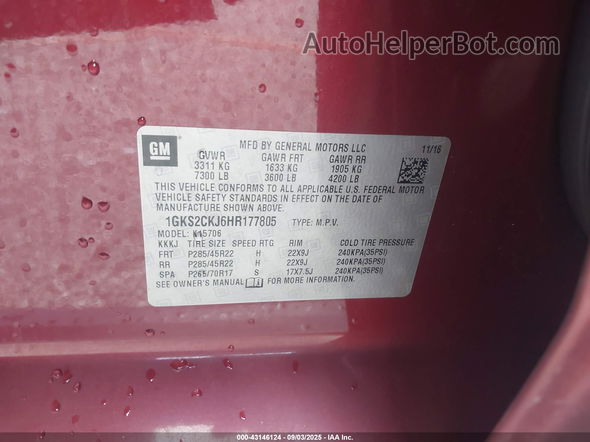 AutoHelperBot.com
GM
MFD BY GENERAL MOTORS LLC
11/16
GVWR GAWR FRT GAWR RR
3311 KG 1633 KG 1905 KG
7300 LB 3600 LB 4200 LB
THIS VEHICLE CONFORMS TO ALL APPLICABLE U.S. FEDERAL MOTOR
VEHICLE SAFETY STANDARDS IN EFFECT ON THE DATE OF
MANUFACTURE SHOWN ABOVE.
1GKS2CKJ6HR177805 TYPE: M.P.V.
MODEL: K15706
KKKJ TIRE SIZE SPEED RTG RIM COLD TIRE PRESSURE
FRT P285/45R22 H 22X9J 240KPA(35PSI)
RR P285/45R22 H 22X9J 240KPA(35PSI)
SPA P265/70R17 S 17X7.5J 240KPA(35PSI)
SEE OWNER'S MANUAL FOR MORE INFORMATION.
000-43146124 - 09/03/2025 - IAA Inc.